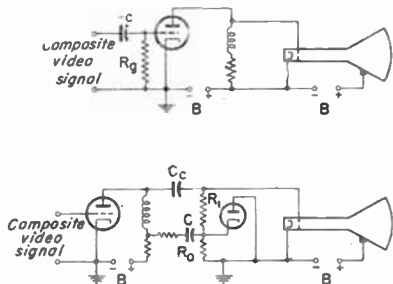 C
Composite
video
signal
Rg
B
B
Cc
R1
C
Composite
video
signal
Ro
B
B